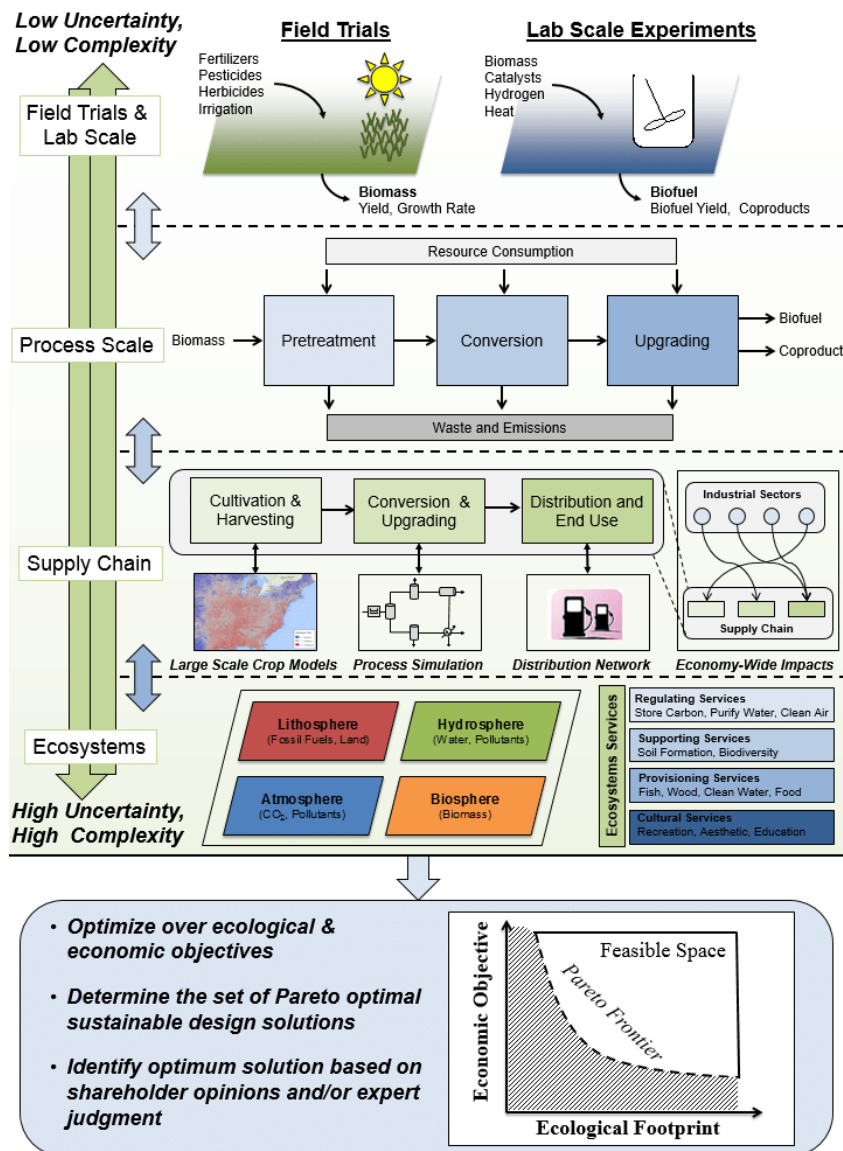 Low Uncertainty,
Low Complexity
Field Trials
Lab Scale Experiments
Fertilizers
Pesticides
Herbicides
Irrigation
Biomass
Catalysts
Hydrogen
Heat
Field Trials &
Lab Scale
Biomass
Yield, Growth Rate
Biofuel
Biofuel Yield, Coproducts
Resource Consumption
Process Scale
Biomass
Pretreatment
Conversion
Upgrading
Biofuel
Coproduct
Waste and Emissions
Supply Chain
Cultivation &
Harvesting
Conversion &
Upgrading
Distribution and
End Use
Industrial Sectors
Supply Chain
Large Scale Crop Models
Process Simulation
Distribution Network
Economy-Wide Impacts
Ecosystems
Lithosphere
(Fossil Fuels, Land)
Hydrosphere
(Water, Pollutants)
Atmosphere
(CO₂, Pollutants)
Biosphere
(Biomass)
Ecosystems Services
Regulating Services
Store Carbon, Purify Water, Clean Air
Supporting Services
Soil Formation, Biodiversity
Provisioning Services
Fish, Wood, Clean Water, Food
Cultural Services
Recreation, Aesthetic, Education
High Uncertainty,
High Complexity
• Optimize over ecological &
economic objectives
• Determine the set of Pareto optimal
sustainable design solutions
• Identify optimum solution based on
shareholder opinions and/or expert
judgment
Economic Objective
Feasible Space
Pareto Frontier
Ecological Footprint